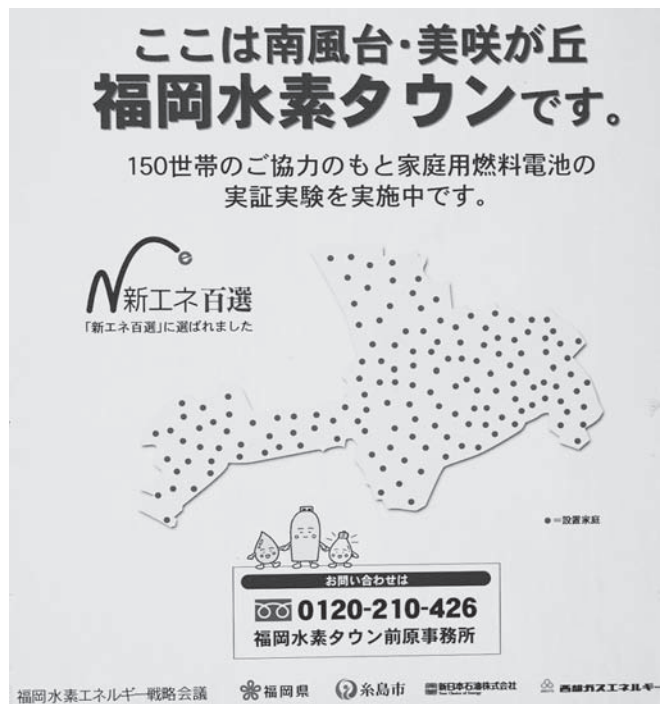 ここは南風台・美咲が丘
福岡水素タウンです。
150世帯のご協力のもと家庭用燃料電池の
実証実験を実施中です。
e
新エネ百選
「新エネ百選」に選ばれました
●=設置家庭
お問い合わせは
0120-210-426
福岡水素タウン前原事務所
福岡水素エネルギー戦略会議 福岡県 糸島市 新日本石油株式会社 西部ガスエネルギー